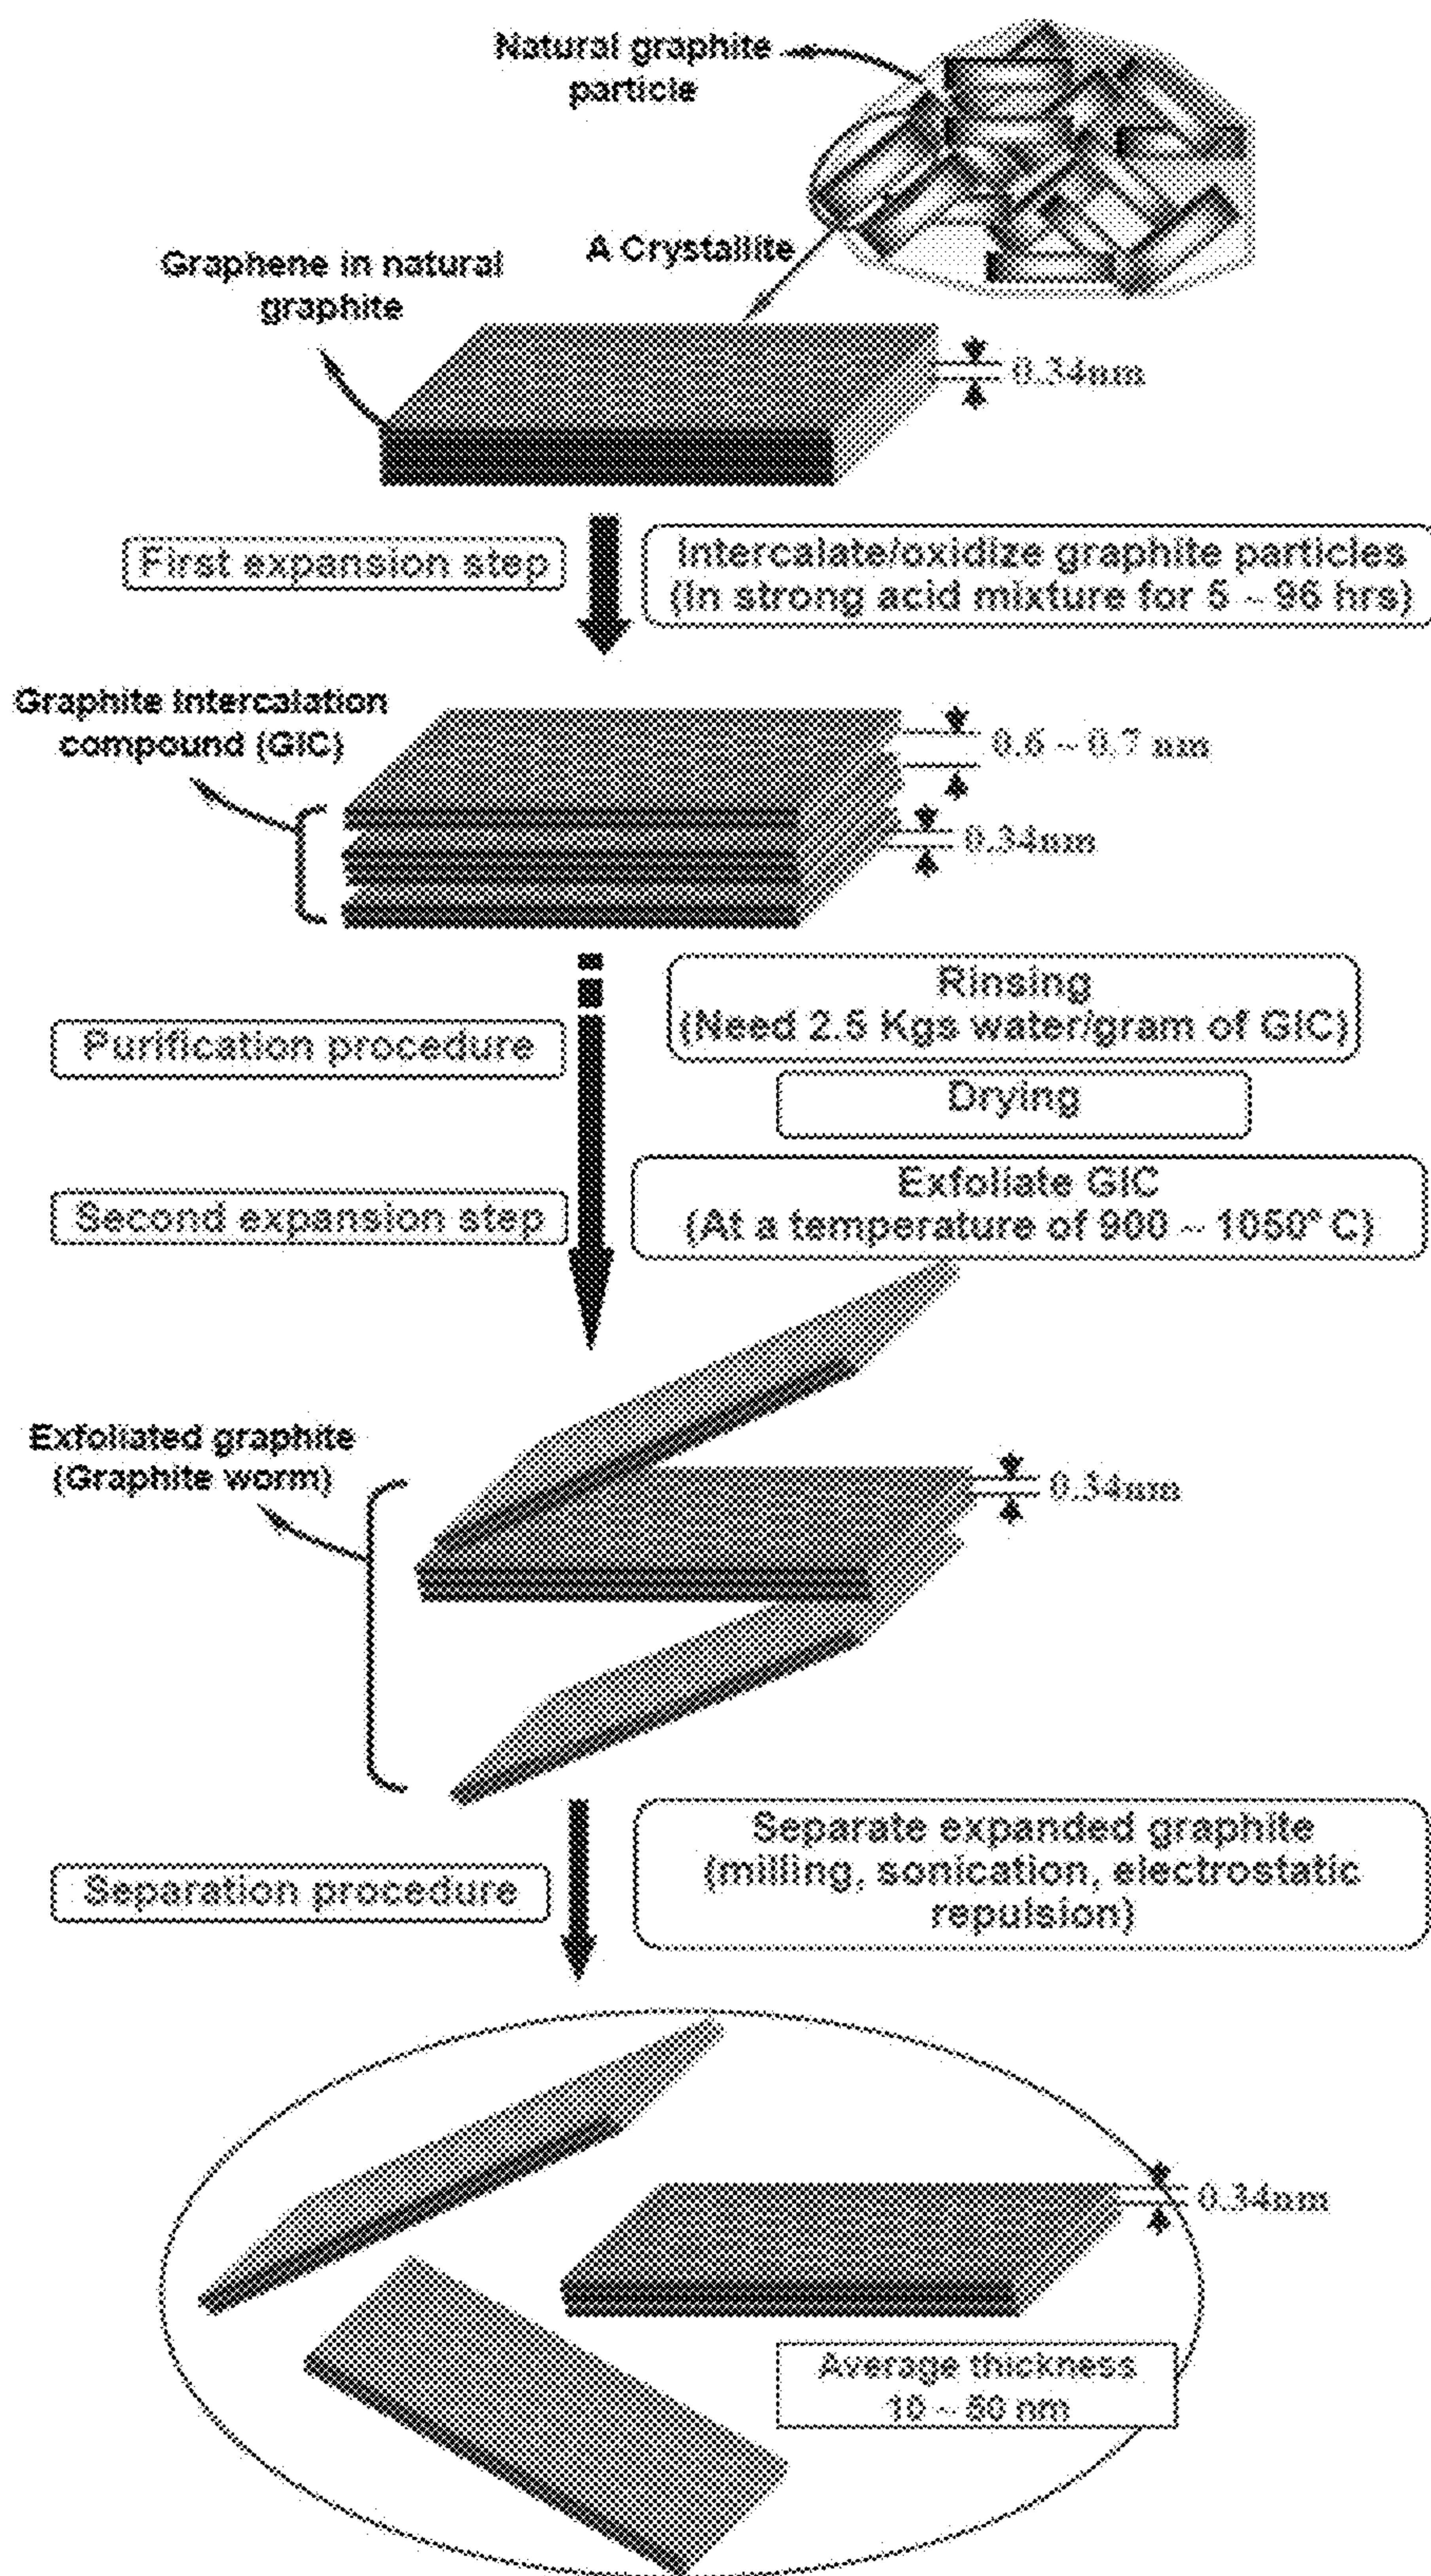 Natural graphite
particle
A Crystallite
Graphene in natural
graphite
0.34nm
First expansion step
Intercalate/oxidize graphite particles
(In strong acid mixture for 5 ~ 96 hrs)
Graphite Intercalation
compound (GIC)
0.6 ~ 0.7 nm
0.34nm
Purification procedure
Rinsing
(Need 2.5 Kgs water/gram of GIC)
Drying
Second expansion step
Exfoliate GIC
(At a temperature of 900 ~ 1050° C)
Exfoliated graphite
(Graphite worm)
0.34nm
Separation procedure
Separate expanded graphite
(milling, sonication, electrostatic
repulsion)
0.34nm
Average thickness
10 ~ 50 nm